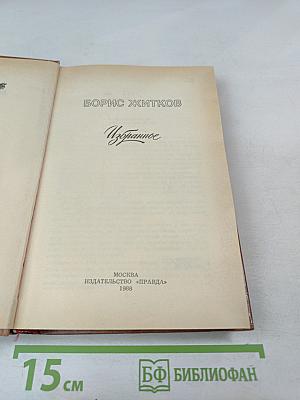 БОРИС ЖИТКОВ
Избранное
МОСКВА
ИЗДАТЕЛЬСТВО «ПРАВДА»
1988
15 см
БФ БИБЛИОФАН